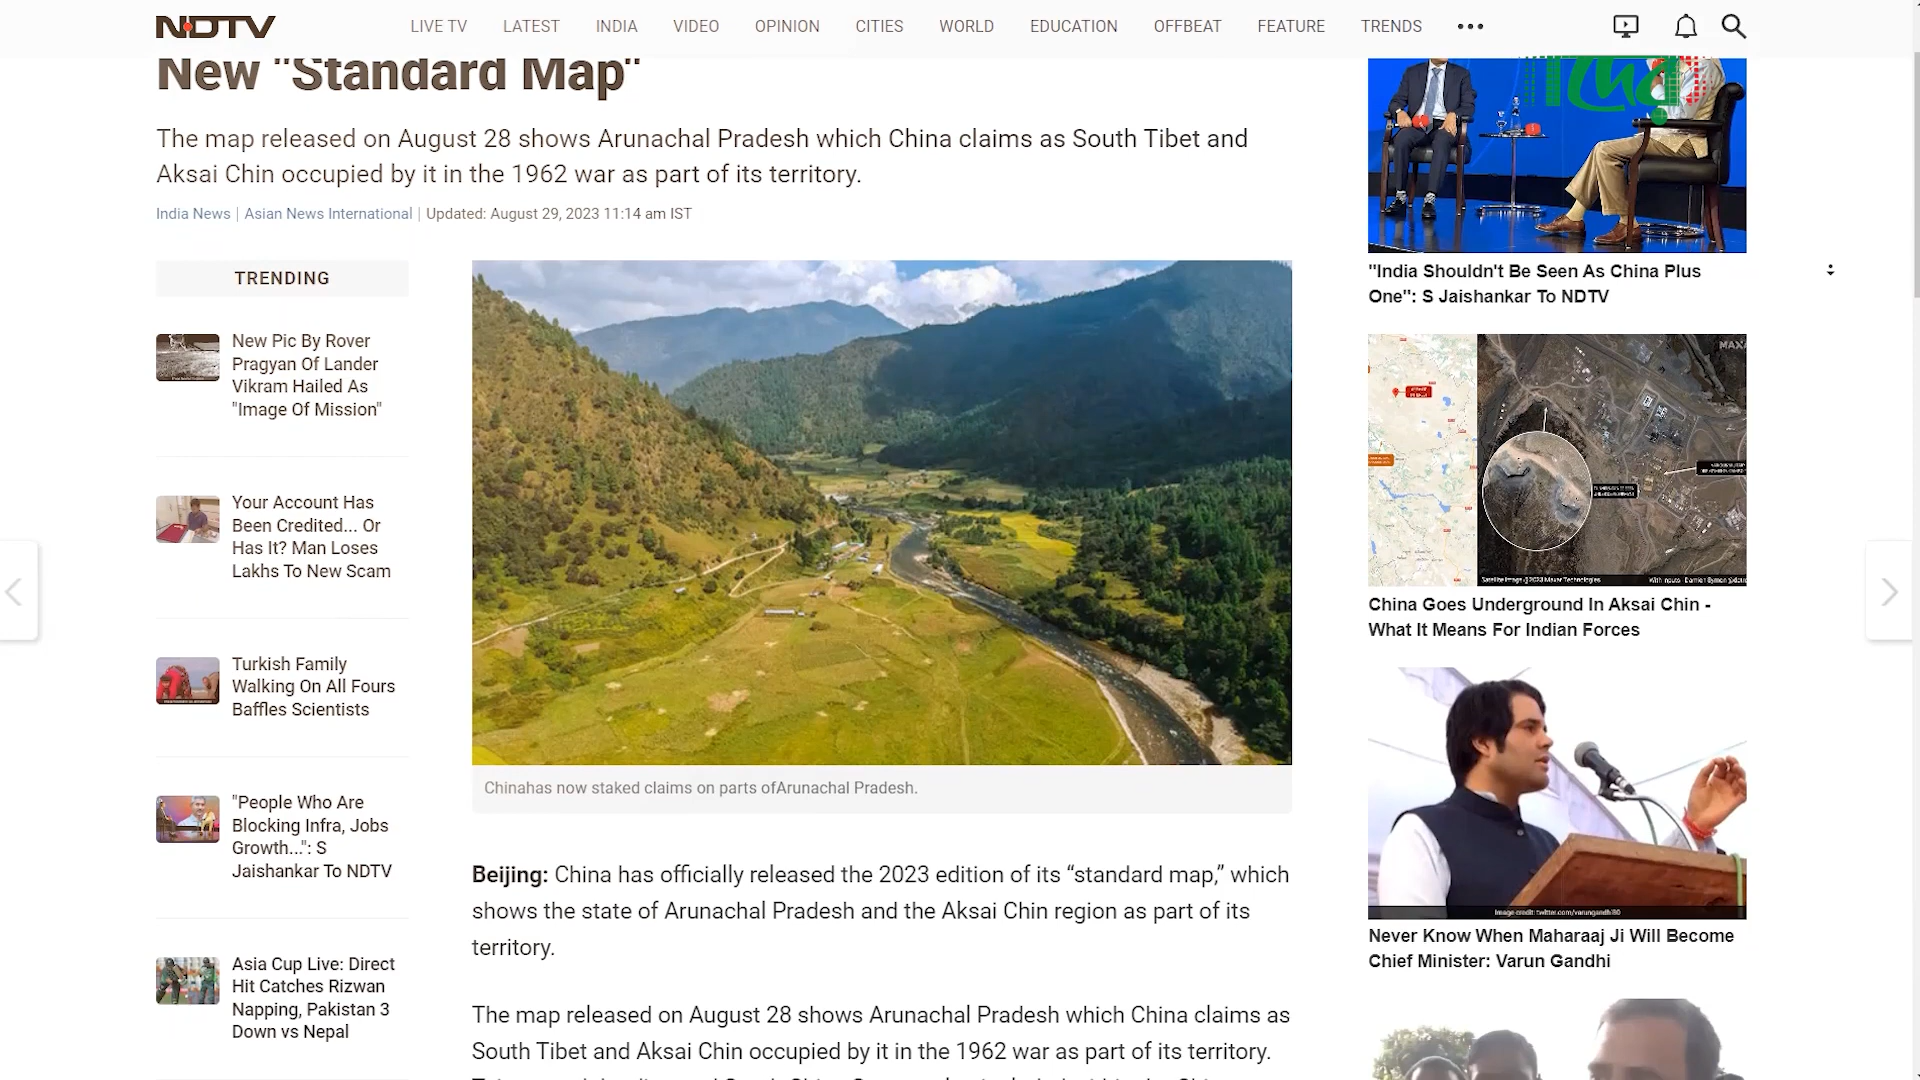 NDTV
LIVE TV
LATEST
INDIA
VIDEO
OPINION
CITIES
WORLD
EDUCATION
OFFBEAT
FEATURE
TRENDS
New "Standard Map"
The map released on August 28 shows Arunachal Pradesh which China claims as South Tibet and
Aksai Chin occupied by it in the 1962 war as part of its territory.
India News | Asian News International | Updated: August 29, 2023 11:14 am IST
TRENDING
New Pic By Rover
Pragyan Of Lander
Vikram Hailed As
"Image Of Mission"
Your Account Has
Been Credited... Or
Has It? Man Loses
Lakhs To New Scam
Turkish Family
Walking On All Fours
Baffles Scientists
"People Who Are
Blocking Infra, Jobs
Growth...": S
Jaishankar To NDTV
Asia Cup Live: Direct
Hit Catches Rizwan
Napping, Pakistan 3
Down vs Nepal
Chinahas now staked claims on parts ofArunachal Pradesh.
Beijing: China has officially released the 2023 edition of its “standard map,” which
shows the state of Arunachal Pradesh and the Aksai Chin region as part of its
territory.
The map released on August 28 shows Arunachal Pradesh which China claims as
South Tibet and Aksai Chin occupied by it in the 1962 war as part of its territory.
"India Shouldn't Be Seen As China Plus
One": S Jaishankar To NDTV
Satellite Image © 2023 Maxar Technologies
China Goes Underground In Aksai Chin -
What It Means For Indian Forces
Image credit: twitter.com/varungandhi80
Never Know When Maharaaj Ji Will Become
Chief Minister: Varun Gandhi